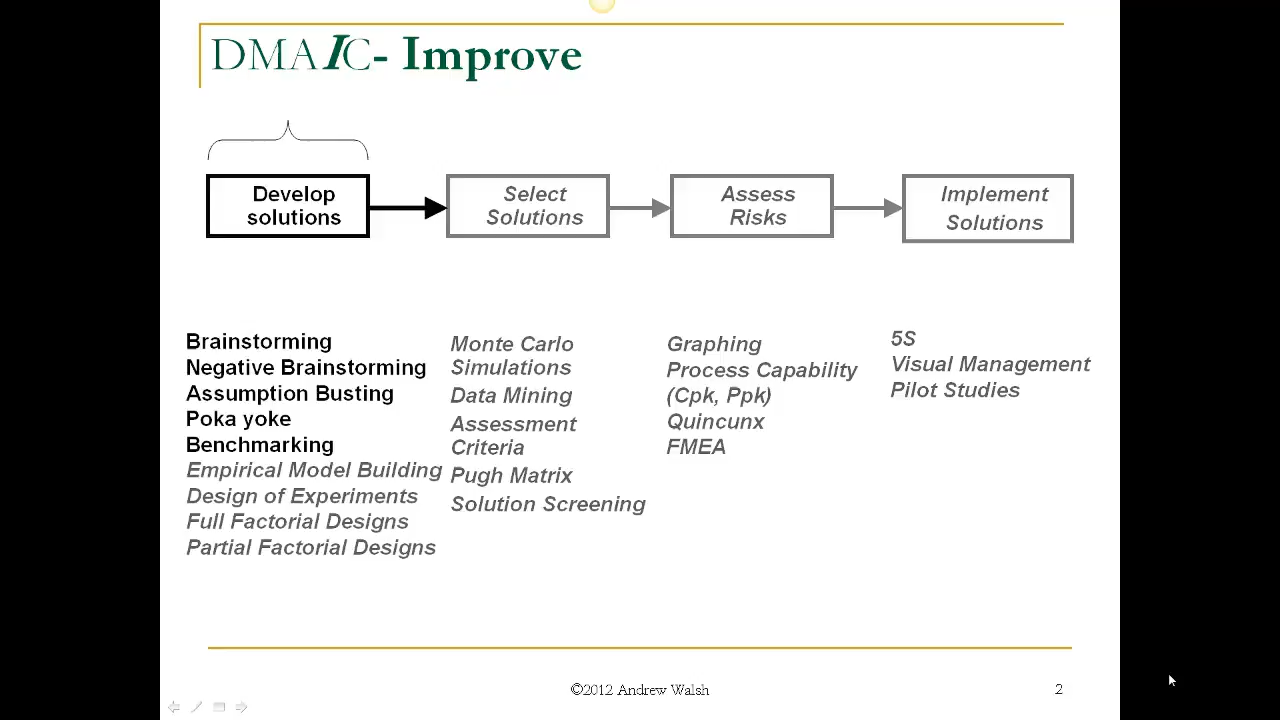 DMAIC- Improve
Develop
solutions
Select
Solutions
Assess
Risks
Implement
Solutions
Brainstorming
Negative Brainstorming
Assumption Busting
Poka yoke
Benchmarking
Empirical Model Building
Design of Experiments
Full Factorial Designs
Partial Factorial Designs
Monte Carlo
Simulations
Data Mining
Assessment
Criteria
Pugh Matrix
Solution Screening
Graphing
Process Capability
(Cpk, Ppk)
Quincunx
FMEA
5S
Visual Management
Pilot Studies
©2012 Andrew Walsh
2